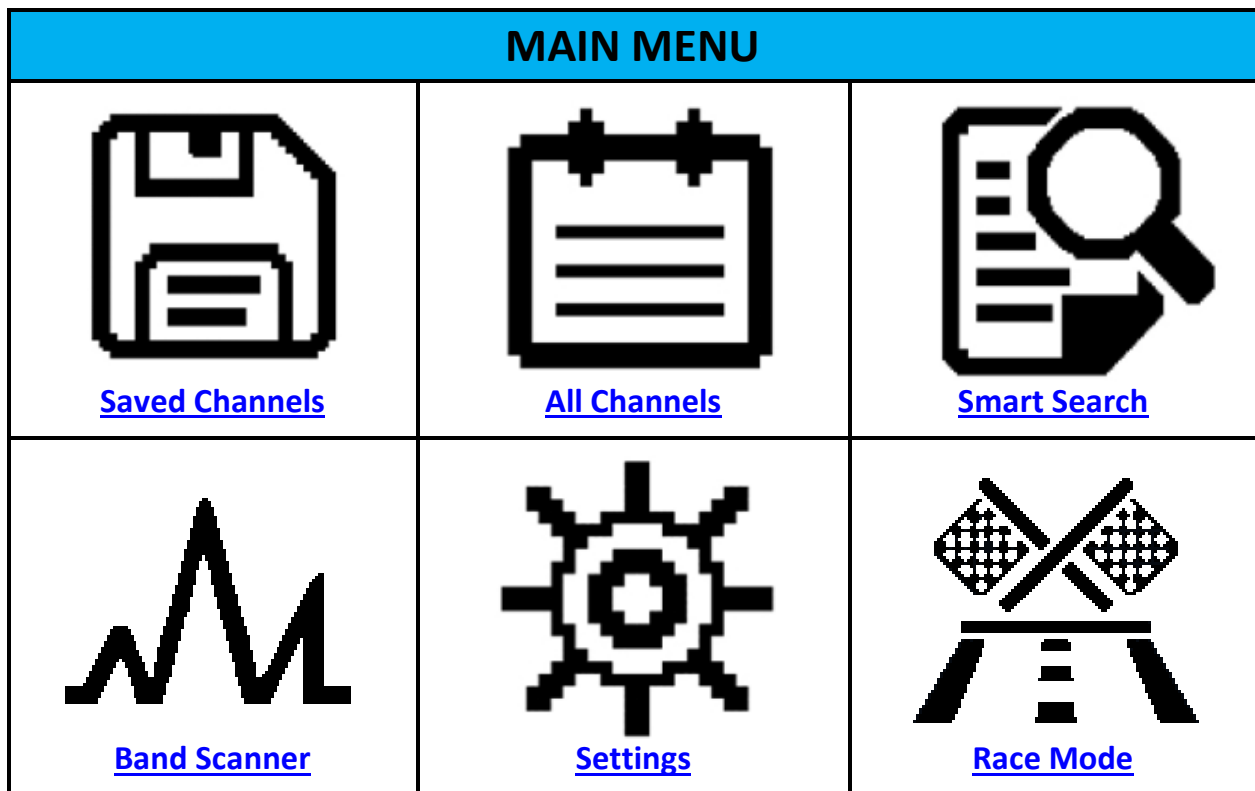 MAIN MENU
Saved Channels
All Channels
Smart Search
Band Scanner
Settings
Race Mode